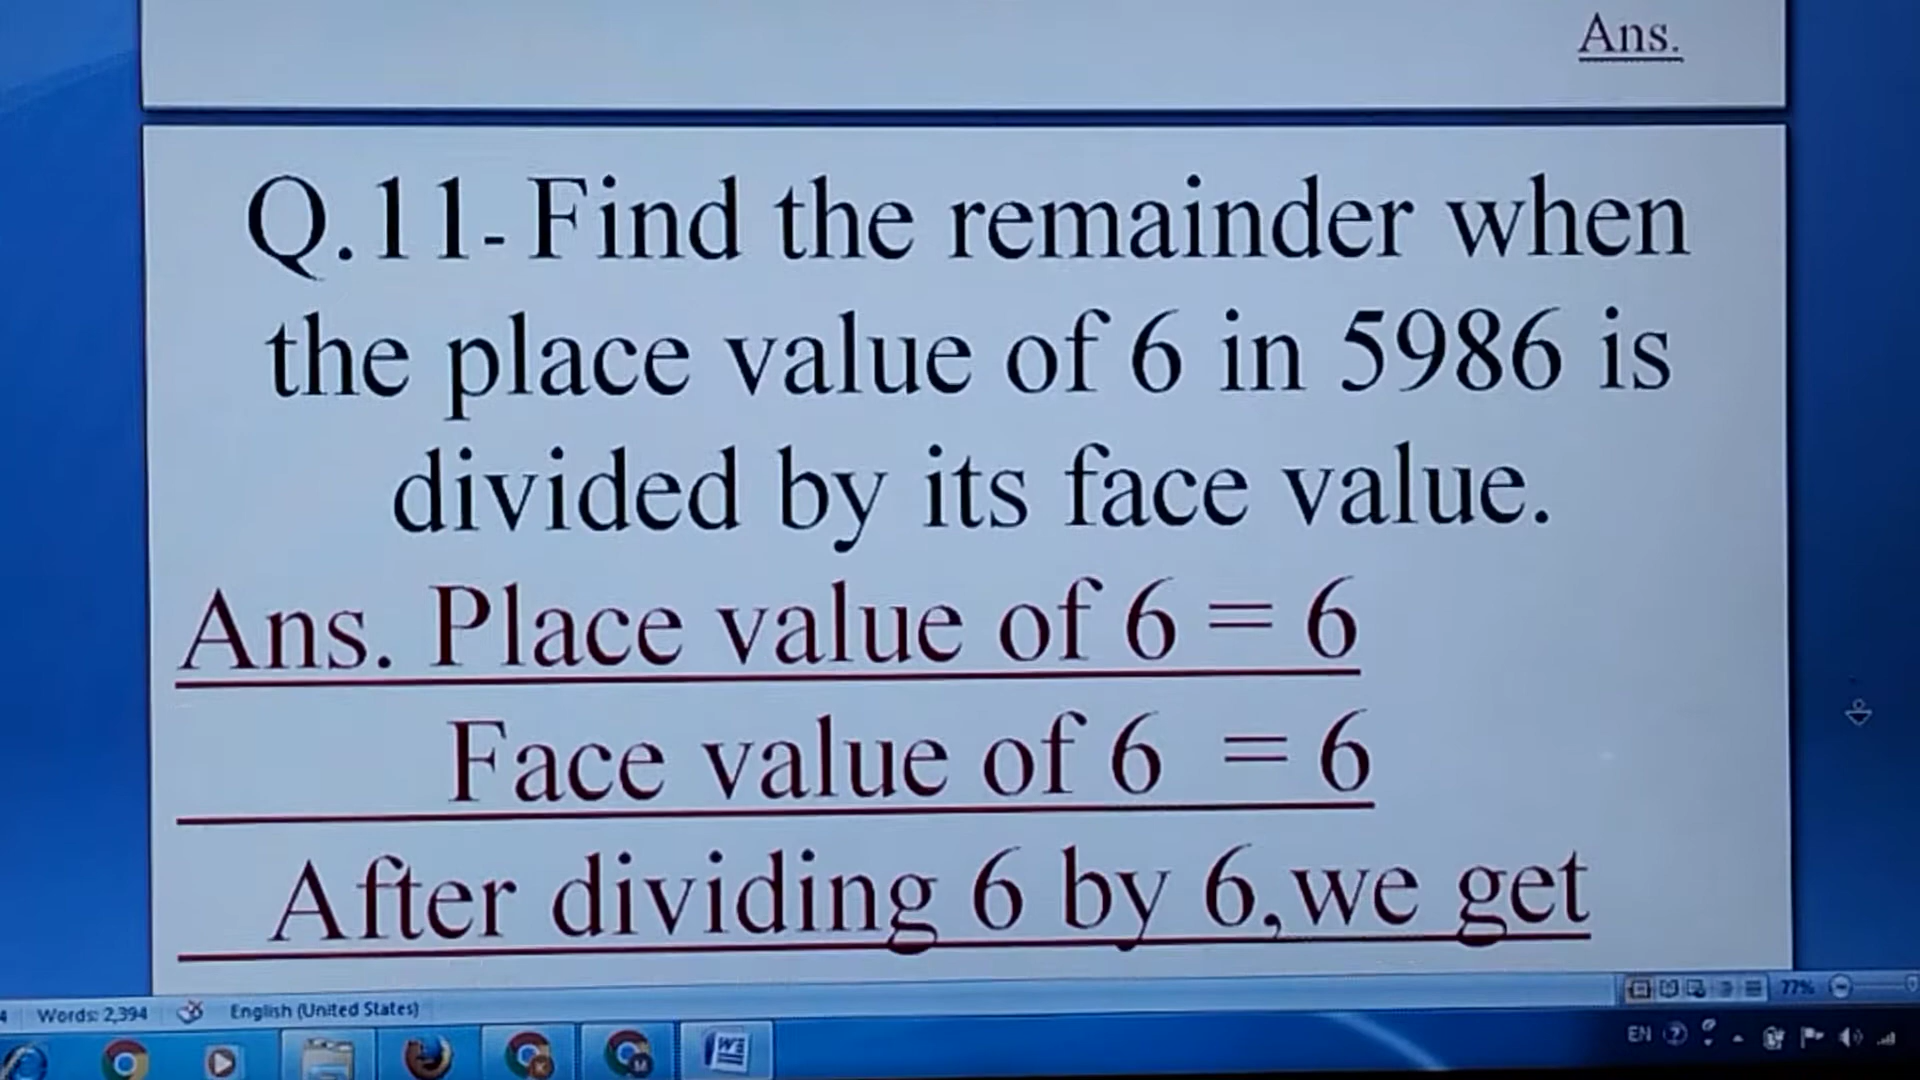 Ans.
Q.11-Find the remainder when
the place value of 6 in 5986 is
divided by its face value.
Ans. Place value of 6 = 6
Face value of 6 = 6
After dividing 6 by 6,we get
Words: 2,394 English (United States) 77%
EN